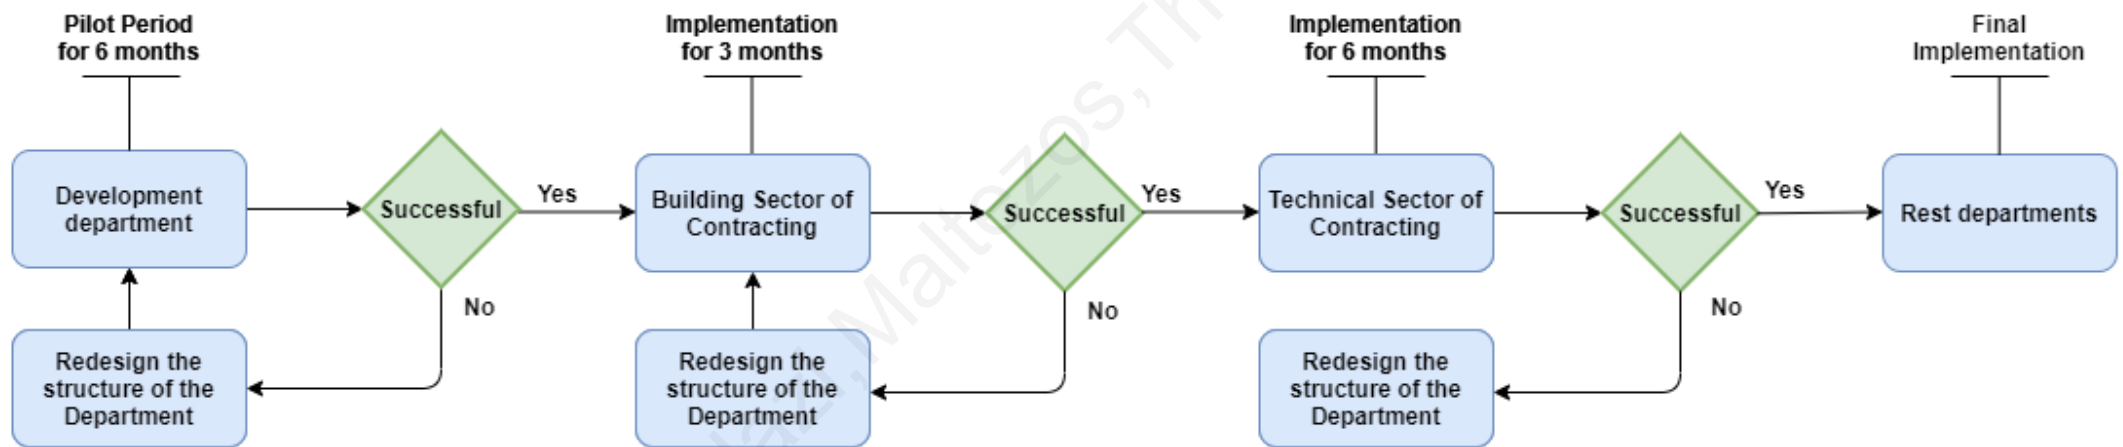 Pilot Period
for 6 months
Implementation
for 3 months
Implementation
for 6 months
Final
Implementation
Development
department
Successful
Yes
Building Sector of
Contracting
Successful
Yes
Technical Sector of
Contracting
Successful
Yes
Rest departments
No
No
No
Redesign the
structure of the
Department
Redesign the
structure of the
Department
Redesign the
structure of the
Department
Maltozos,